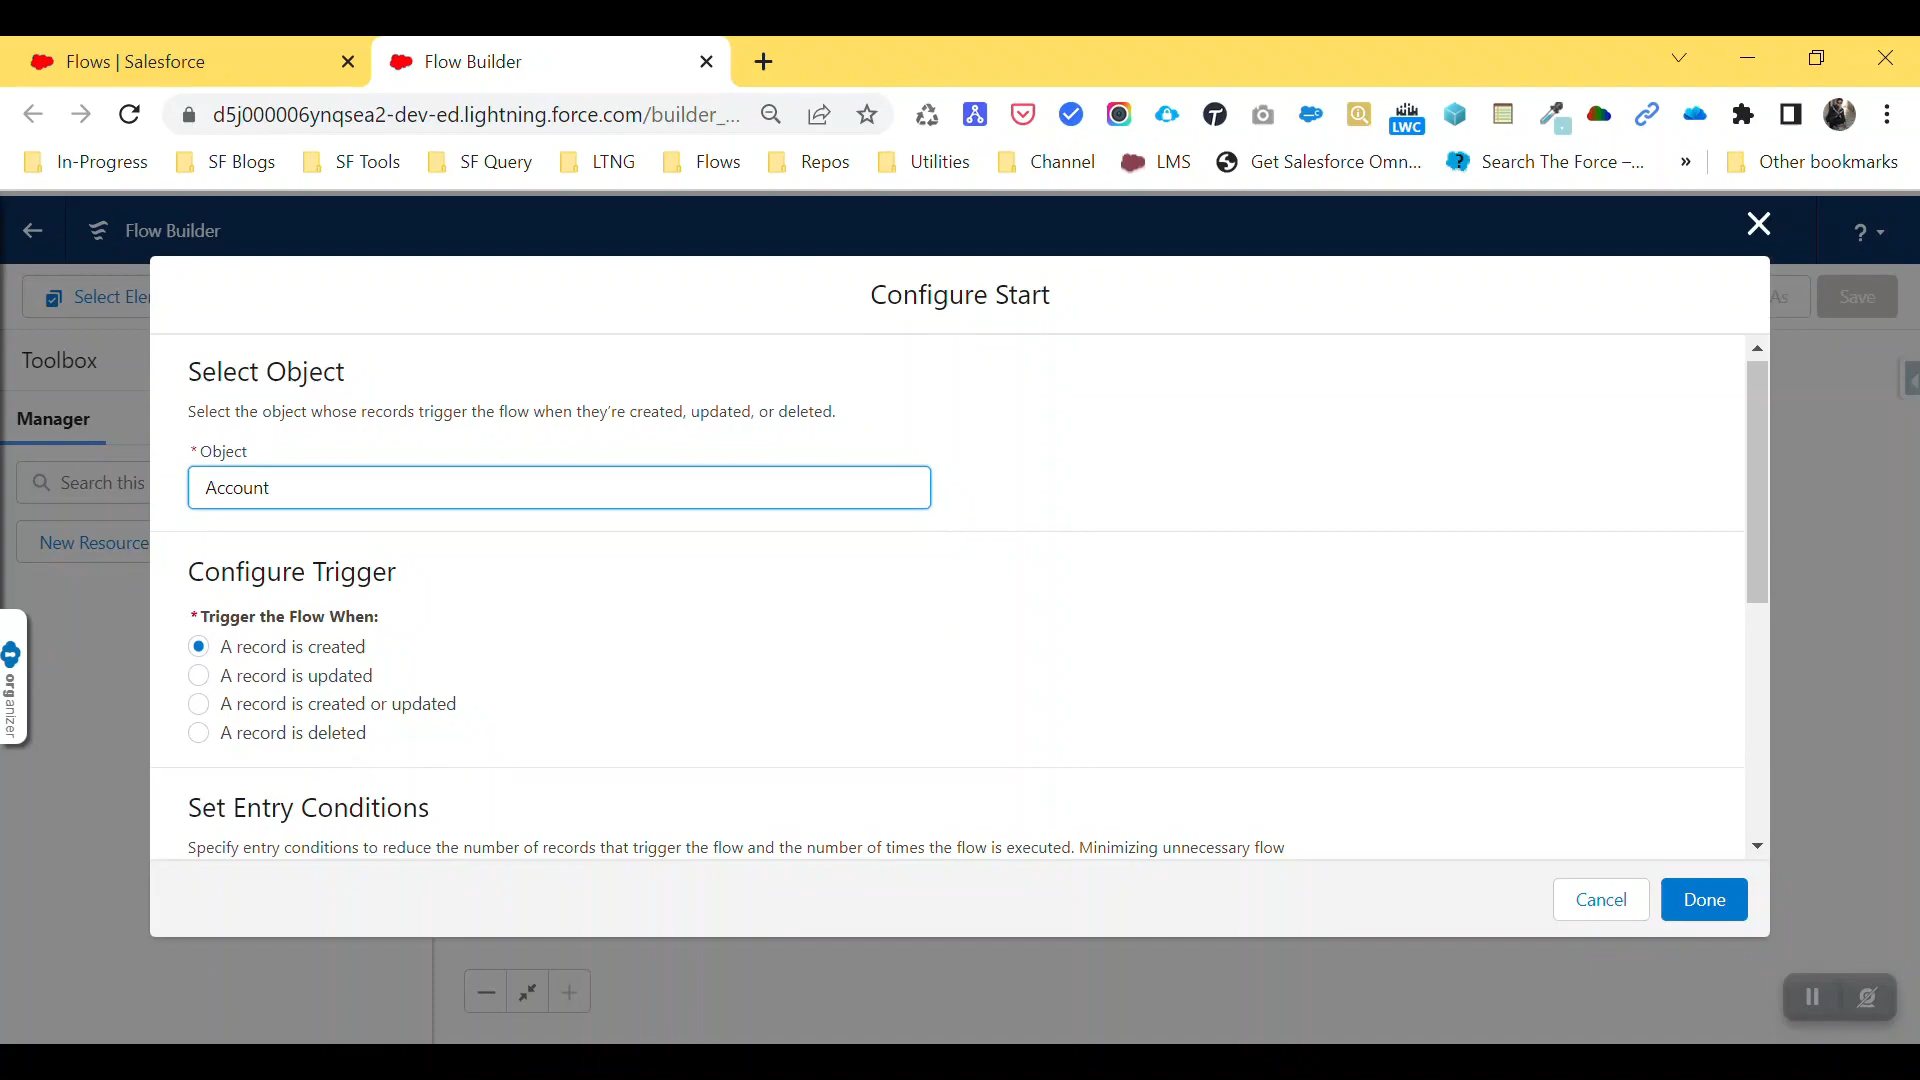 Flows | Salesforce
Flow Builder
d5j000006ynqsea2-dev-ed.lightning.force.com/builder_...
LWC
In-Progress
SF Blogs
SF Tools
SF Query
LTNG
Flows
Repos
Utilities
Channel
LMS
Get Salesforce Omn...
Search The Force –...
»
Other bookmarks
Flow Builder
?
Configure Start
Select Ele
As
Save
Toolbox
Select Object
Select the object whose records trigger the flow when they're created, updated, or deleted.
Manager
* Object
Search this
Account
New Resource
Configure Trigger
* Trigger the Flow When:
A record is created
A record is updated
A record is created or updated
A record is deleted
organizer
Set Entry Conditions
Specify entry conditions to reduce the number of records that trigger the flow and the number of times the flow is executed. Minimizing unnecessary flow
Cancel
Done